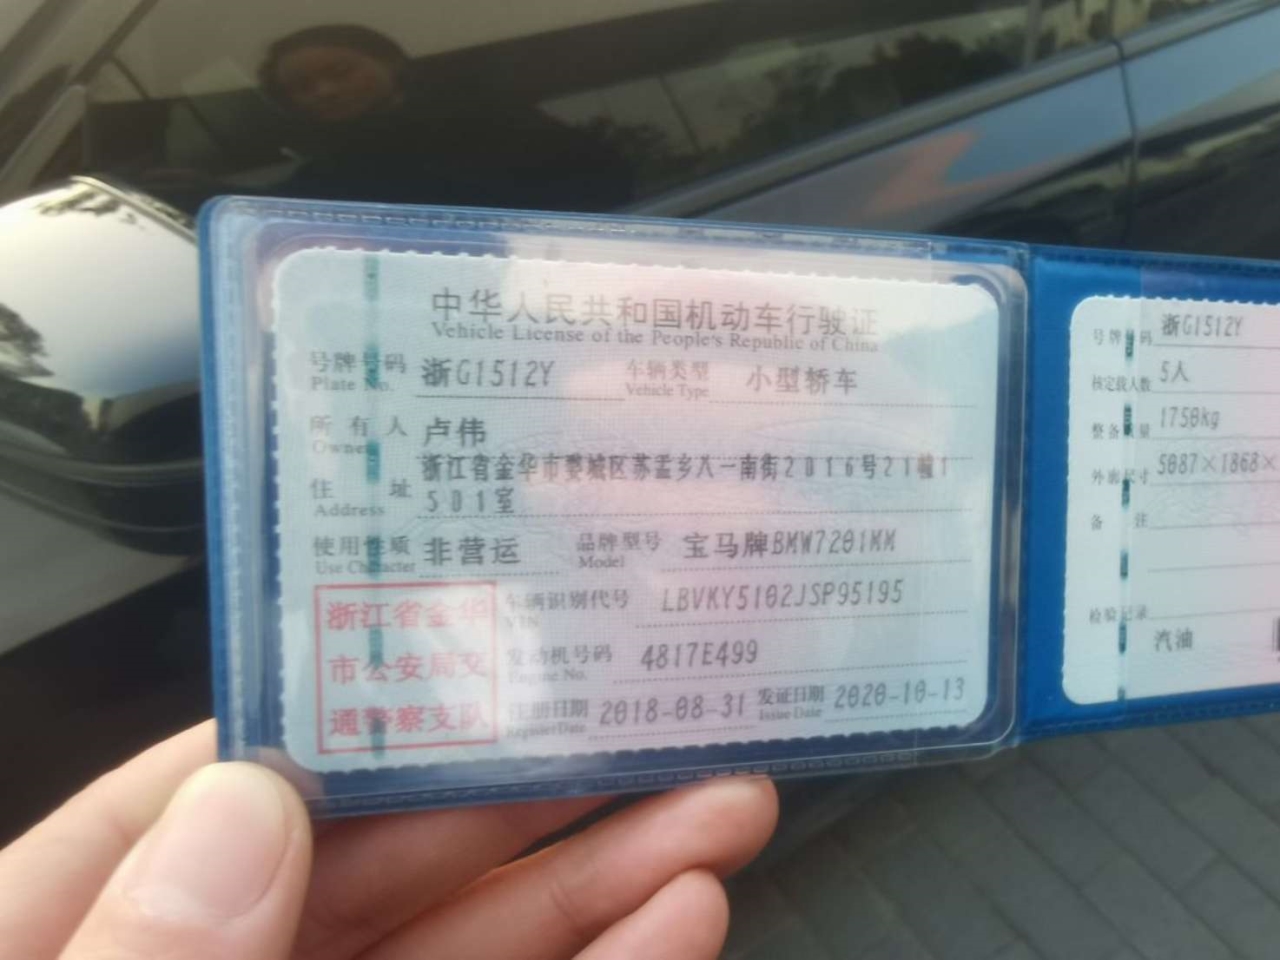 中华人民共和国机动车行驶证
Vehicle License of the People's Republic of China
号牌号码 浙G1512Y 车辆类型 小型轿车
Plate No. Vehicle Type
所有人 卢伟
Owner
浙江省金华市婺城区苏孟乡八一南街2016号21幢1
住址 501室
Address
使用性质 非营运 品牌型号 宝马牌BMW7201MM
Use Character Model
车辆识别代号 LBVKY5102JSP95195
VIN
发动机号码 4817E499
Engine No.
注册日期 2018-08-31 发证日期 2020-10-13
Register Date Issue Date
浙江省金华
市公安局交
通警察支队
号牌号码 浙G1512Y
核定载人数 5人
整备质量 1750kg
外廓尺寸 5087×1868×
备注
检验记录
汽油